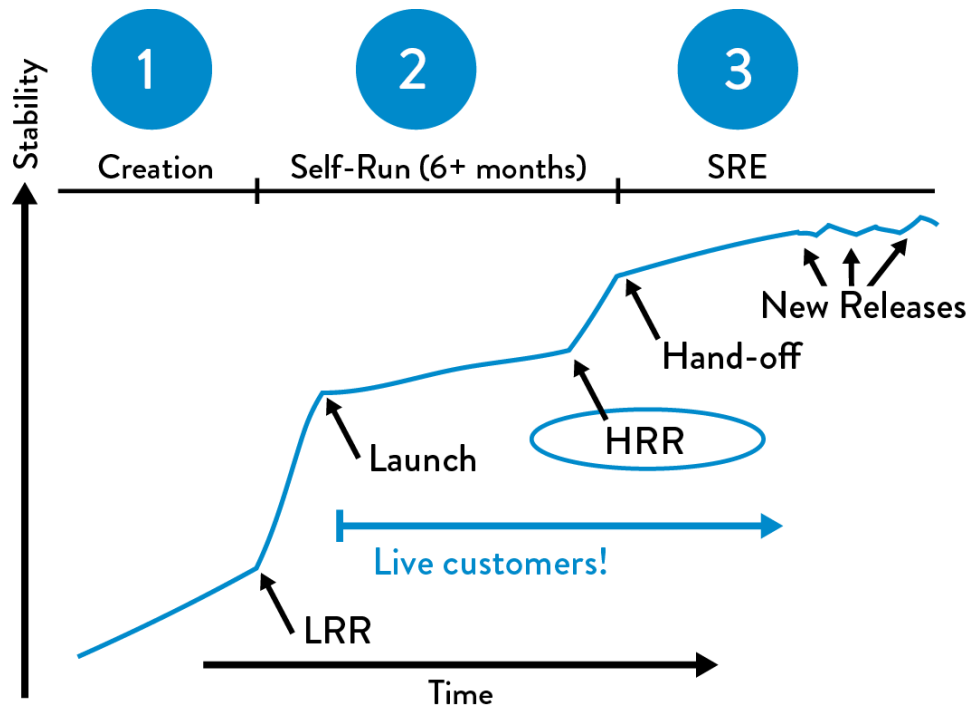 1
2
3
Stability
Creation
Self-Run (6+ months)
SRE
New Releases
Hand-off
HRR
Launch
Live customers!
LRR
Time